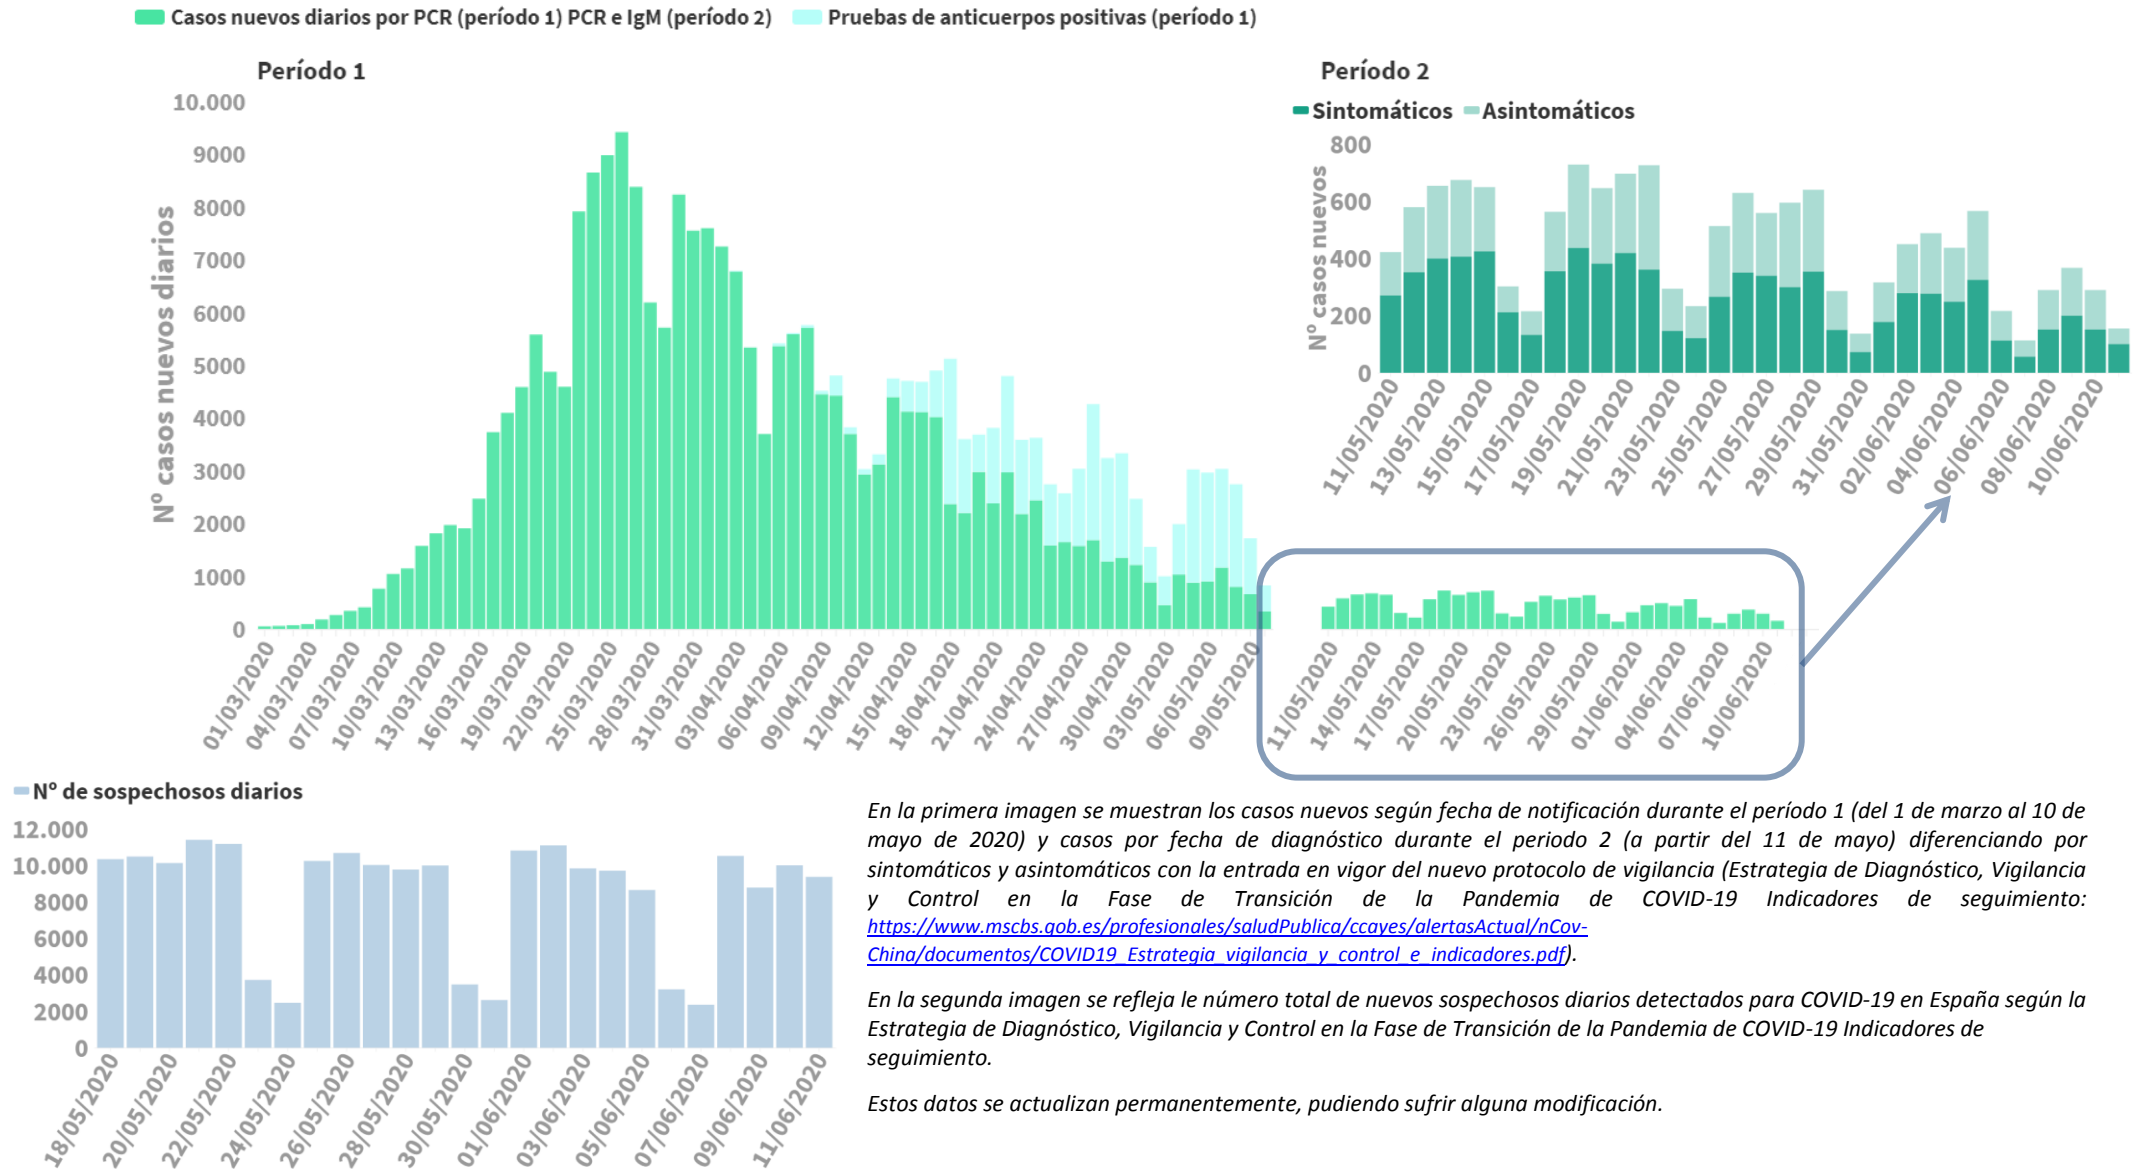 Casos nuevos diarios por PCR (período 1) PCR e IgM (período 2) Pruebas de anticuerpos positivas (período 1)
Período 1
Nº casos nuevos diarios
10.000
9000
8000
7000
6000
5000
4000
3000
2000
1000
0
01/03/2020 04/03/2020 07/03/2020 10/03/2020 13/03/2020 16/03/2020 19/03/2020 22/03/2020 25/03/2020 28/03/2020 31/03/2020 03/04/2020 06/04/2020 09/04/2020 12/04/2020 15/04/2020 18/04/2020 21/04/2020 24/04/2020 27/04/2020 30/04/2020 03/05/2020 06/05/2020 09/05/2020
Período 2
Sintomáticos Asintomáticos
Nº casos nuevos
800
600
400
200
0
11/05/2020 13/05/2020 15/05/2020 17/05/2020 19/05/2020 21/05/2020 23/05/2020 25/05/2020 27/05/2020 29/05/2020 31/05/2020 02/06/2020 04/06/2020 06/06/2020 08/06/2020 10/06/2020
11/05/2020 14/05/2020 17/05/2020 20/05/2020 23/05/2020 26/05/2020 29/05/2020 01/06/2020 04/06/2020 07/06/2020 10/06/2020
Nº de sospechosos diarios
12.000
10.000
8000
6000
4000
2000
0
18/05/2020 20/05/2020 22/05/2020 24/05/2020 26/05/2020 28/05/2020 30/05/2020 01/06/2020 03/06/2020 05/06/2020 07/06/2020 09/06/2020 11/06/2020
En la primera imagen se muestran los casos nuevos según fecha de notificación durante el período 1 (del 1 de marzo al 10 de
mayo de 2020) y casos por fecha de diagnóstico durante el periodo 2 (a partir del 11 de mayo) diferenciando por
sintomáticos y asintomáticos con la entrada en vigor del nuevo protocolo de vigilancia (Estrategia de Diagnóstico, Vigilancia
y Control en la Fase de Transición de la Pandemia de COVID-19 Indicadores de seguimiento:
https://www.mscbs.gob.es/profesionales/saludPublica/ccayes/alertasActual/nCov-
China/documentos/COVID19_Estrategia_vigilancia_y_control_e_indicadores.pdf).
En la segunda imagen se refleja le número total de nuevos sospechosos diarios detectados para COVID-19 en España según la
Estrategia de Diagnóstico, Vigilancia y Control en la Fase de Transición de la Pandemia de COVID-19 Indicadores de
seguimiento.
Estos datos se actualizan permanentemente, pudiendo sufrir alguna modificación.